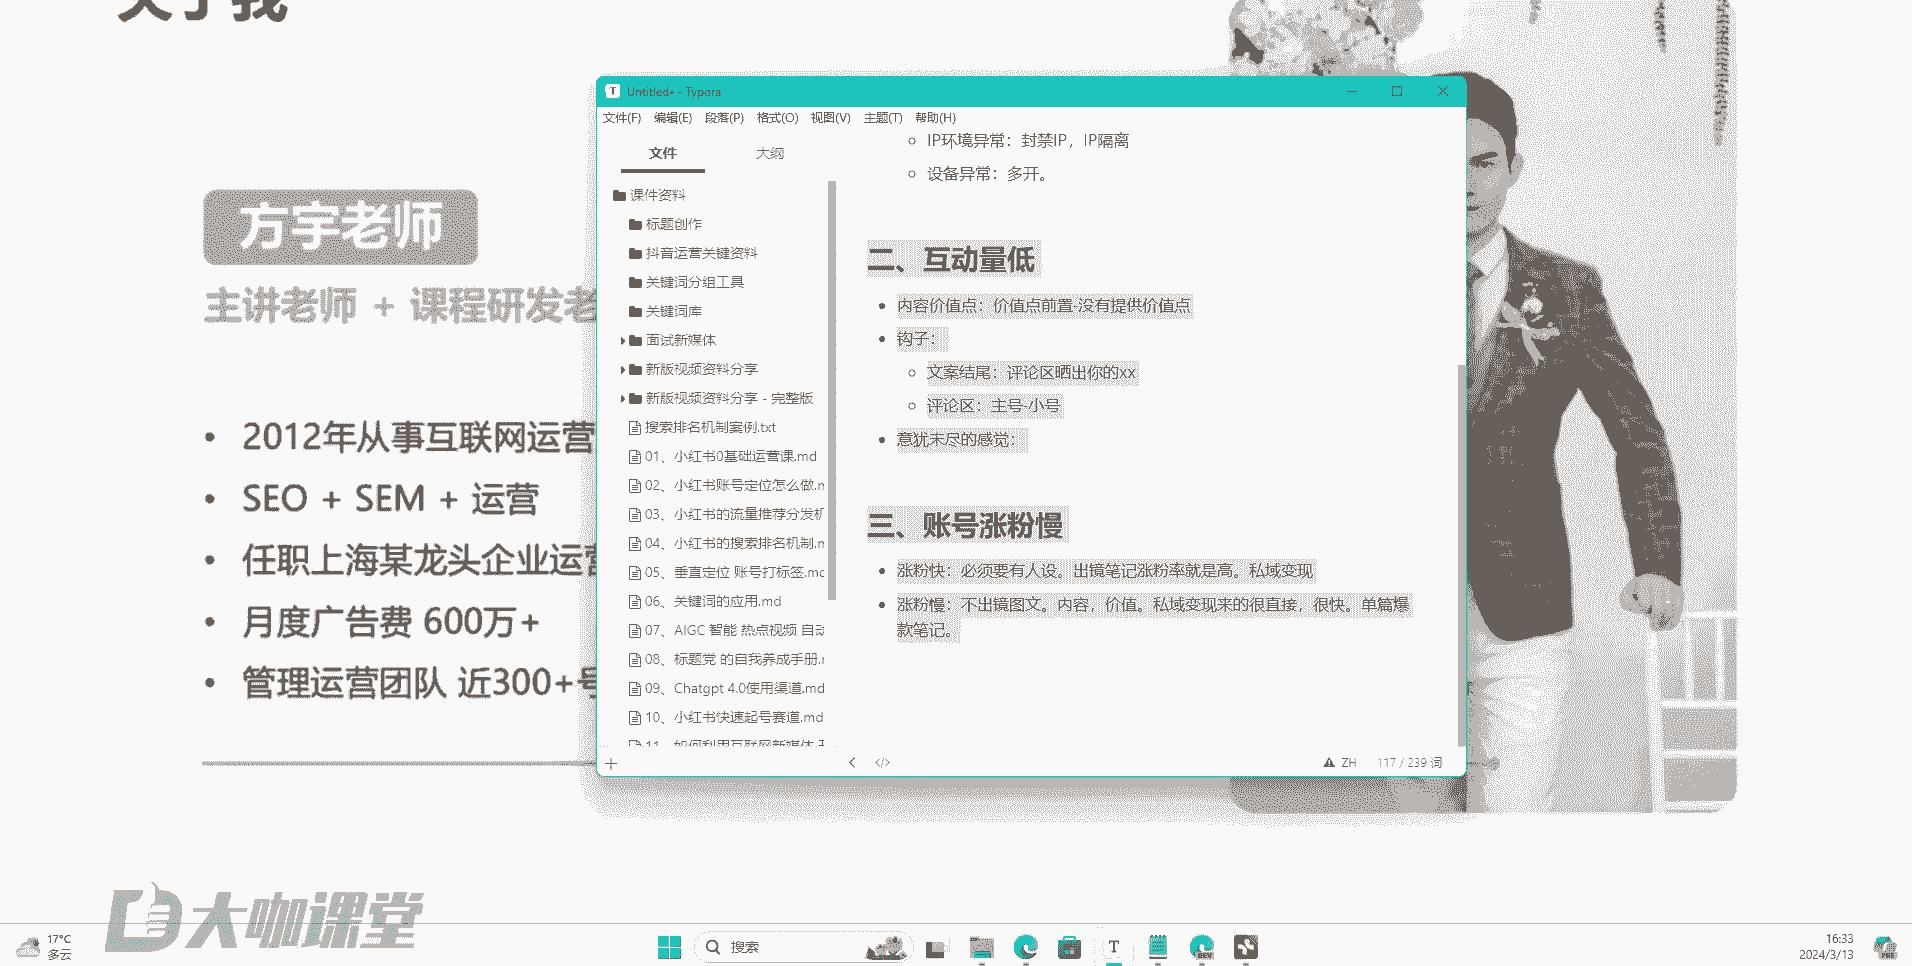 关于我
方宇老师
主讲老师 + 课程研发老
2012年从事互联网运营
SEO + SEM + 运营
任职上海某龙头企业运营
月度广告费 600万+
管理运营团队 近300+号
Untitled• - Typora
文件(F) 编辑(E) 段落(P) 格式(O) 视图(V) 主题(T) 帮助(H)
文件 大纲
课件资料
标题创作
抖音运营关键资料
关键词分组工具
关键词库
面试新媒体
新版视频资料分享
新版视频资料分享 - 完整版
搜索排名机制案例.txt
01、小红书0基础运营课.md
02、小红书账号定位怎么做.m
03、小红书的流量推荐分发机
04、小红书的搜索排名机制.m
05、垂直定位 账号打标签.md
06、关键词的应用.md
07、AIGC 智能 热点视频 自动
08、标题党 的自我养成手册.m
09、Chatgpt 4.0使用渠道.md
10、小红书快速起号赛道.md
11、如何利用互联网新媒体-开
IP环境异常：封禁IP，IP隔离
设备异常：多开。
二、互动量低
内容价值点：价值点前置-没有提供价值点
钩子：
文案结尾：评论区晒出你的xx
评论区：主号-小号
意犹未尽的感觉：
三、账号涨粉慢
涨粉快：必须要有人设。出镜笔记涨粉率就是高。私域变现
涨粉慢：不出镜图文。内容，价值。私域变现来的很直接，很快。单篇爆
款笔记。
ZH 117 / 239 词
大咖课堂
17°C
多云
搜索
DEV
16:33
2024/3/13
PRE